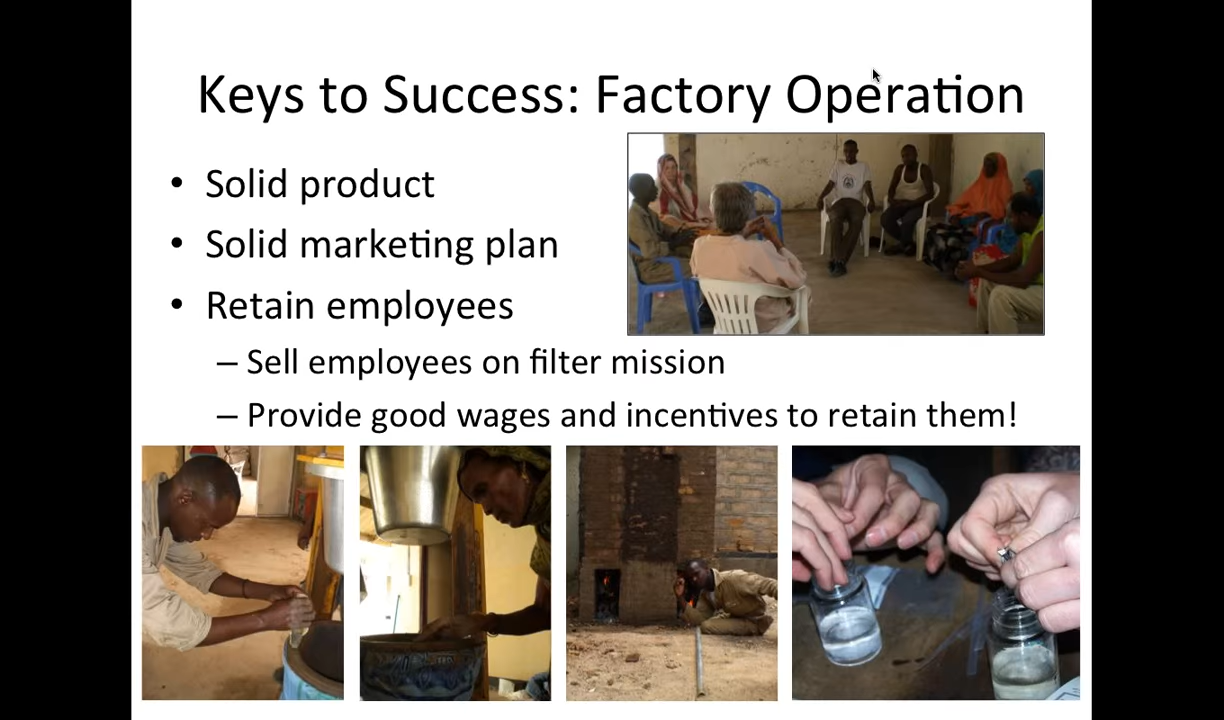 Keys to Success: Factory Operation
• Solid product
• Solid marketing plan
• Retain employees
– Sell employees on filter mission
– Provide good wages and incentives to retain them!